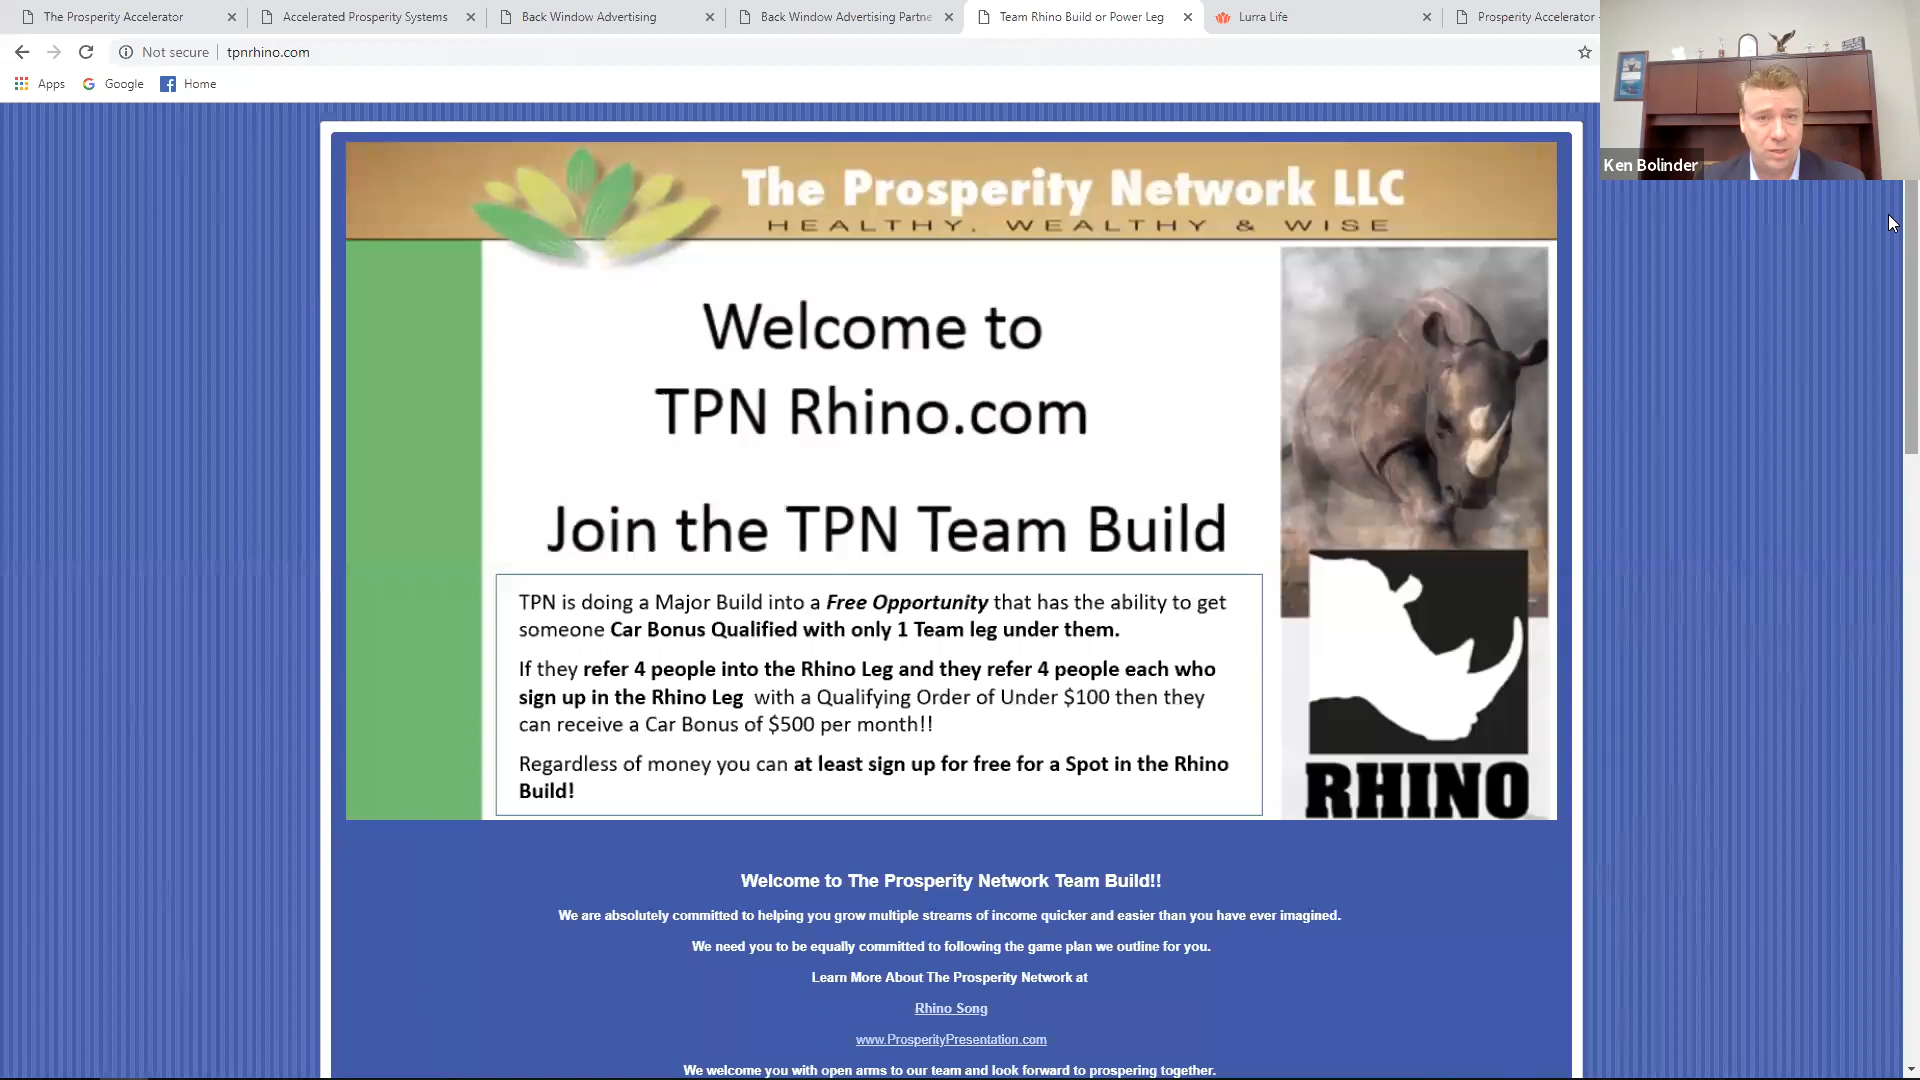 The Prosperity Accelerator
Accelerated Prosperity Systems
Back Window Advertising
Back Window Advertising Partne
Team Rhino Build or Power Leg
Lurra Life
Prosperity Accelerator
Not secure
tpnrhino.com
Apps
Google
Home
Ken Bolinder
The Prosperity Network LLC
HEALTHY, WEALTHY & WISE
Welcome to
TPN Rhino.com
Join the TPN Team Build
TPN is doing a Major Build into a Free Opportunity that has the ability to get
someone Car Bonus Qualified with only 1 Team leg under them.
If they refer 4 people into the Rhino Leg and they refer 4 people each who
sign up in the Rhino Leg with a Qualifying Order of Under $100 then they
can receive a Car Bonus of $500 per month!!
Regardless of money you can at least sign up for free for a Spot in the Rhino
Build!
RHINO
Welcome to The Prosperity Network Team Build!!
We are absolutely committed to helping you grow multiple streams of income quicker and easier than you have ever imagined.
We need you to be equally committed to following the game plan we outline for you.
Learn More About The Prosperity Network at
Rhino Song
www.ProsperityPresentation.com
We welcome you with open arms to our team and look forward to prospering together.